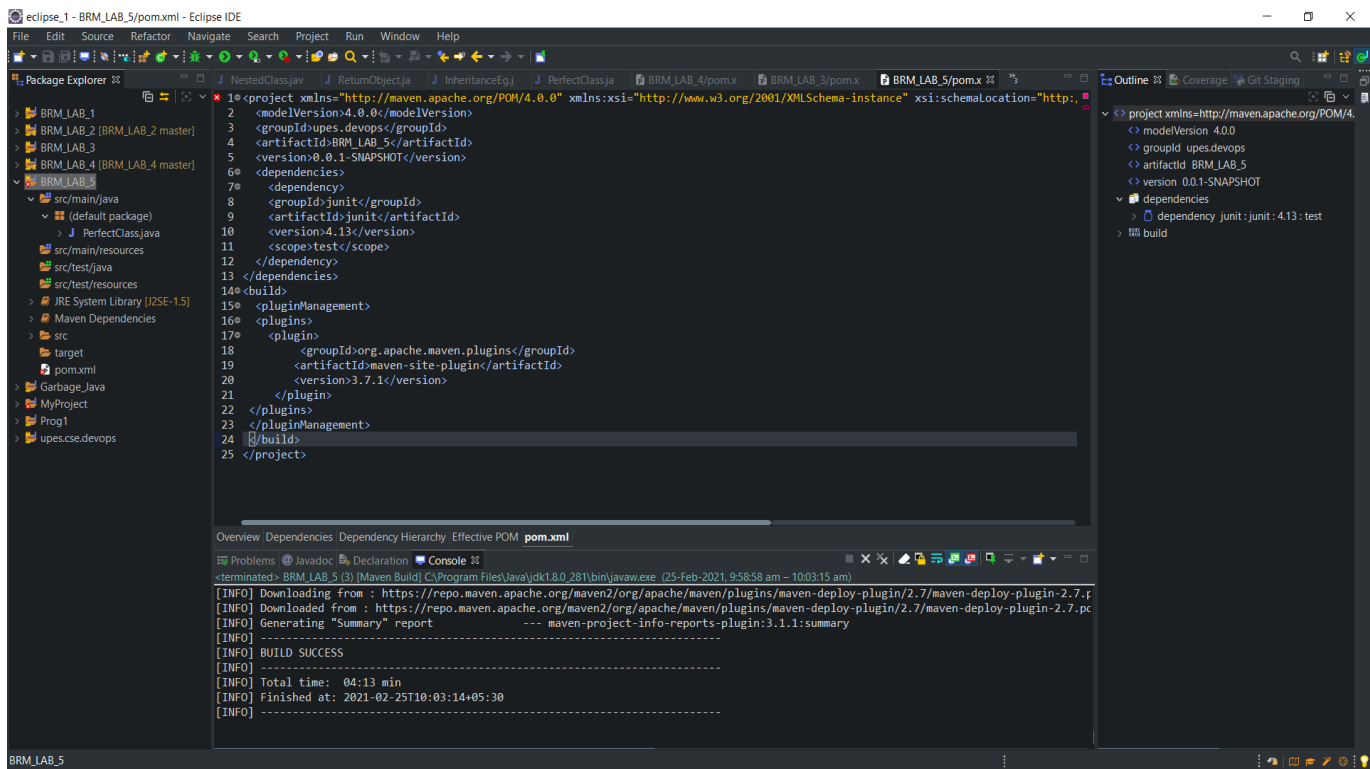 eclipse_1 - BRM_LAB_5/pom.xml - Eclipse IDE
File Edit Source Refactor Navigate Search Project Run Window Help
Package Explorer
NestedClass.jav ReturnObject.ja InheritanceEg.j PerfectClass.ja BRM_LAB_4/pom.x BRM_LAB_3/pom.x BRM_LAB_5/pom.x "3
Outline Coverage Git Staging
BRM_LAB_1
BRM_LAB_2 [BRM_LAB_2 master]
BRM_LAB_3
BRM_LAB_4 [BRM_LAB_4 master]
BRM_LAB_5
src/main/java
(default package)
PerfectClass.java
src/main/resources
src/test/java
src/test/resources
JRE System Library [J2SE-1.5]
Maven Dependencies
src
target
pom.xml
Garbage_Java
MyProject
Prog1
upes.cse.devops
1 <project xmlns="http://maven.apache.org/POM/4.0.0" xmlns:xsi="http://www.w3.org/2001/XMLSchema-instance" xsi:schemaLocation="http:/
2 <modelVersion>4.0.0</modelVersion>
3 <groupId>upes.devops</groupId>
4 <artifactId>BRM_LAB_5</artifactId>
5 <version>0.0.1-SNAPSHOT</version>
6 <dependencies>
7 <dependency>
8 <groupId>junit</groupId>
9 <artifactId>junit</artifactId>
10 <version>4.13</version>
11 <scope>test</scope>
12 </dependency>
13 </dependencies>
14 <build>
15 <pluginManagement>
16 <plugins>
17 <plugin>
18 <groupId>org.apache.maven.plugins</groupId>
19 <artifactId>maven-site-plugin</artifactId>
20 <version>3.7.1</version>
21 </plugin>
22 </plugins>
23 </pluginManagement>
24 </build>
25 </project>
Overview Dependencies Dependency Hierarchy Effective POM pom.xml
project xmlns=http://maven.apache.org/POM/4.
modelVersion 4.0.0
groupId upes.devops
artifactId BRM_LAB_5
version 0.0.1-SNAPSHOT
dependencies
dependency junit : junit : 4.13 : test
build
Problems @ Javadoc Declaration Console
<terminated> BRM_LAB_5 (3) [Maven Build] C:\Program Files\Java\jdk1.8.0_281\bin\javaw.exe (25-Feb-2021, 9:58:58 am – 10:03:15 am)
[INFO] Downloading from : https://repo.maven.apache.org/maven2/org/apache/maven/plugins/maven-deploy-plugin/2.7/maven-deploy-plugin-2.7.p
[INFO] Downloaded from : https://repo.maven.apache.org/maven2/org/apache/maven/plugins/maven-deploy-plugin/2.7/maven-deploy-plugin-2.7.po
[INFO] Generating "Summary" report --- maven-project-info-reports-plugin:3.1.1:summary
[INFO] ------------------------------------------------------------------------
[INFO] BUILD SUCCESS
[INFO] ------------------------------------------------------------------------
[INFO] Total time: 04:13 min
[INFO] Finished at: 2021-02-25T10:03:14+05:30
[INFO] ------------------------------------------------------------------------
BRM_LAB_5